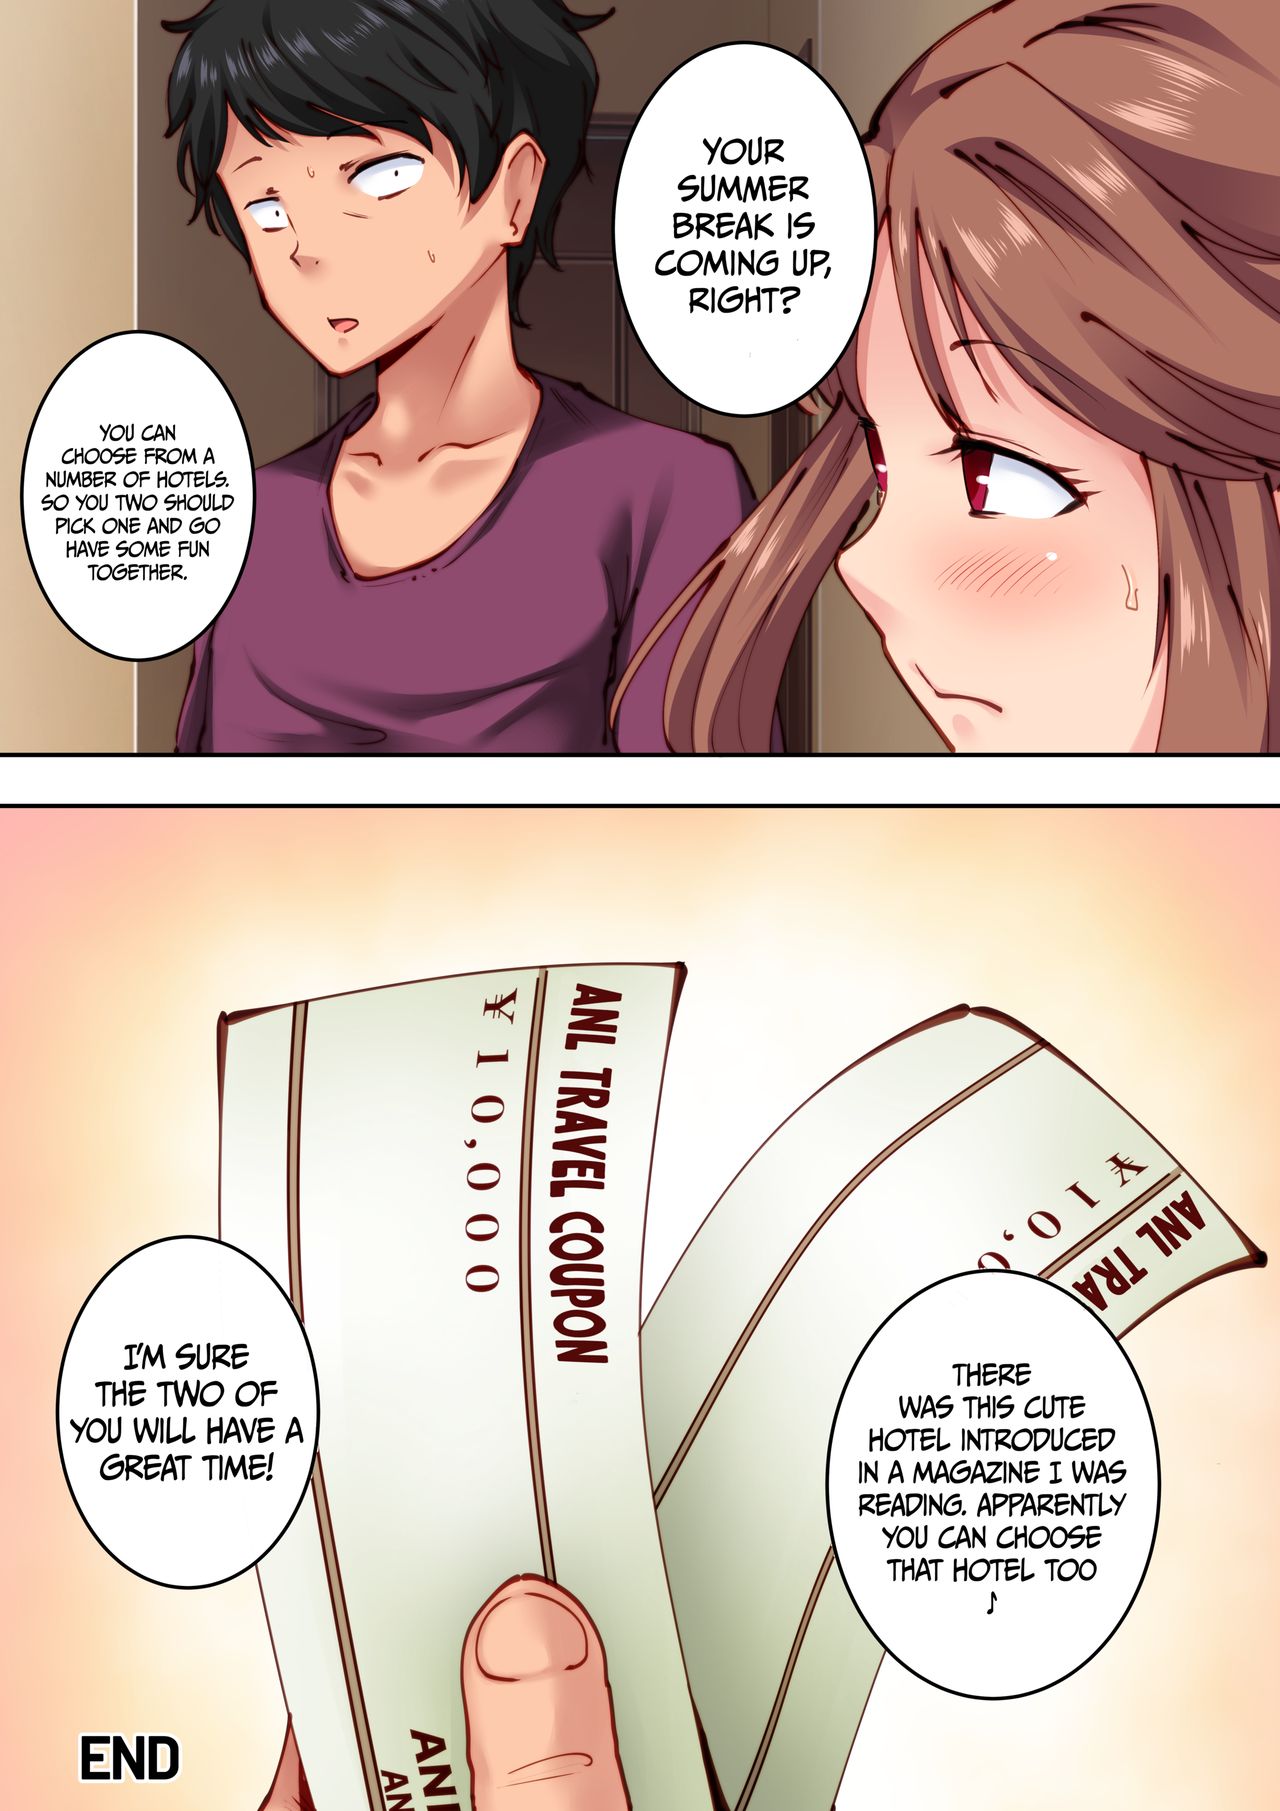 YOUR
SUMMER
BREAK IS
COMING UP,
RIGHT?
YOU CAN
CHOOSE FROM A
NUMBER OF HOTELS.
SO YOU TWO SHOULD
PICK ONE AND GO
HAVE SOME FUN
TOGETHER.
ANL TRAVEL COUPON
¥10,000
ANL TRA
¥10,0
THERE
WAS THIS CUTE
HOTEL INTRODUCED
IN A MAGAZINE I WAS
READING. APPARENTLY
YOU CAN CHOOSE
THAT HOTEL TOO
♪
I'M SURE
THE TWO OF
YOU WILL HAVE A
GREAT TIME!
AN
END